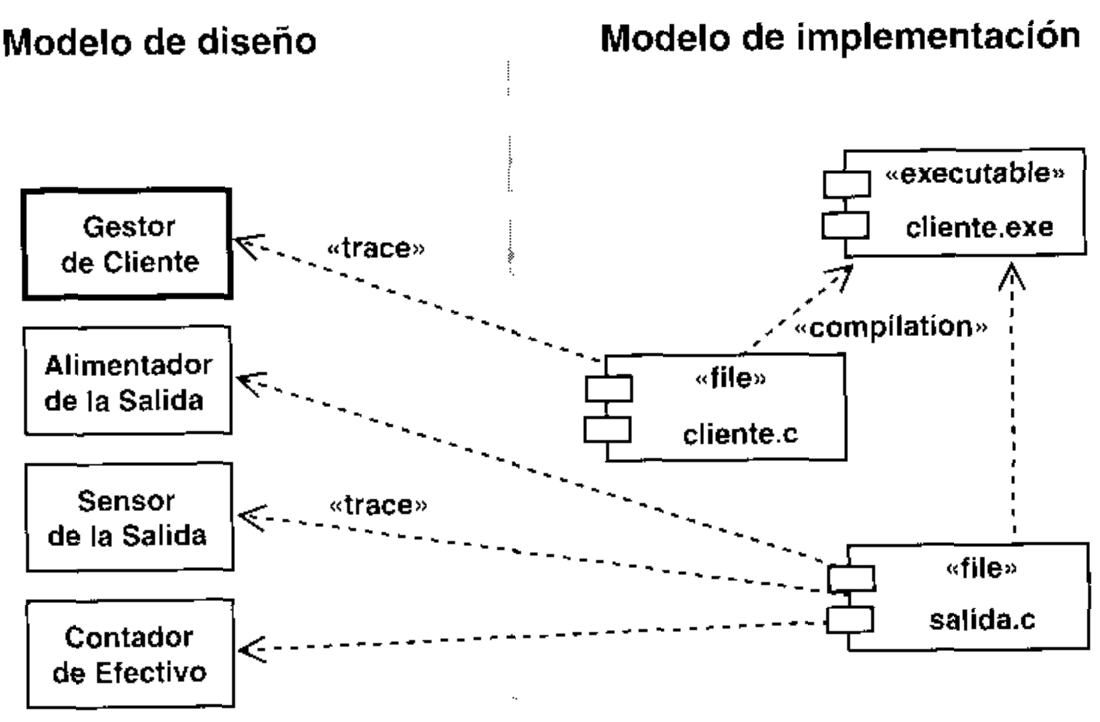 Modelo de diseño
Modelo de implementación
«executable»
cliente.exe
Gestor
de Cliente
«trace»
«compilation»
Alimentador
de la Salida
«file»
cliente.c
Sensor
de la Salida
«trace»
«file»
salida.c
Contador
de Efectivo